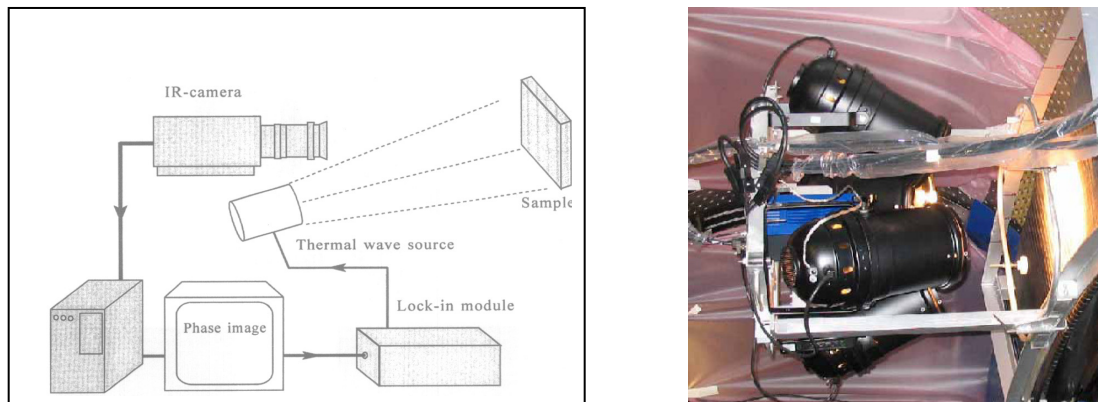 IR-camera
Sample
Thermal wave source
Lock-in module
Phase image